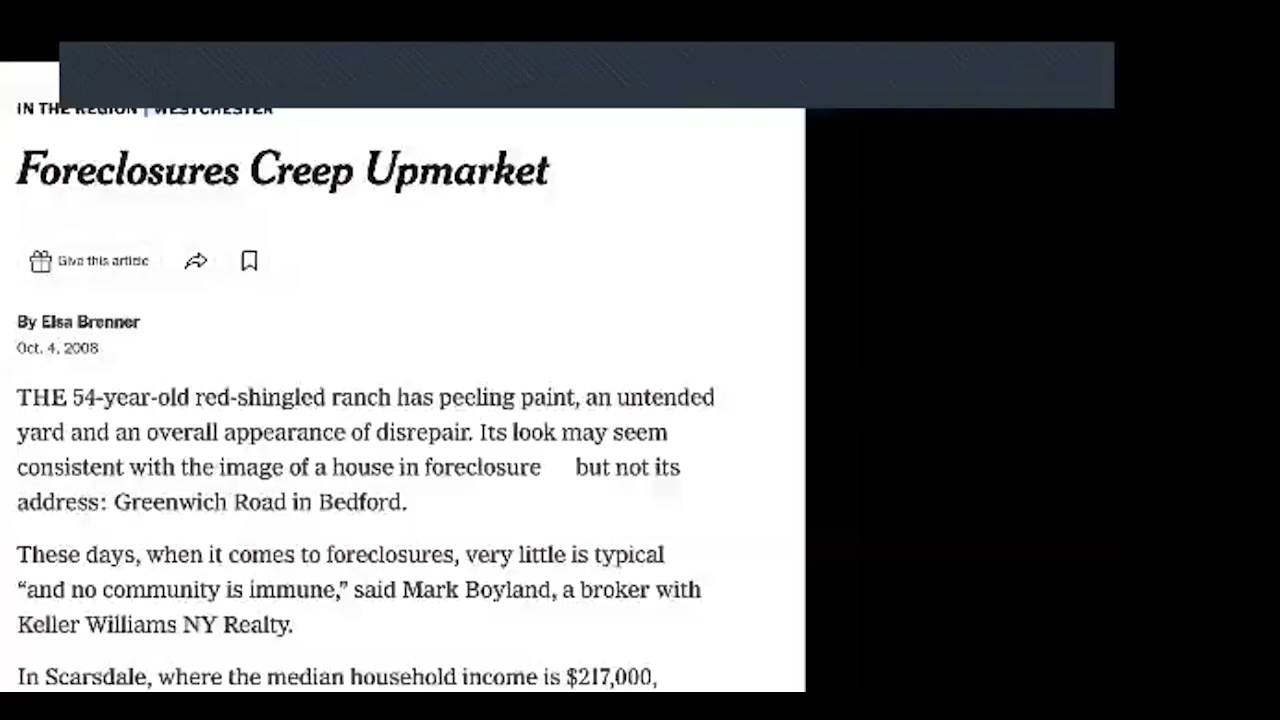 IN THE REGION | WESTCHESTER
Foreclosures Creep Upmarket
Give this article
By Elsa Brenner
Oct. 4, 2008
THE 54-year-old red-shingled ranch has peeling paint, an untended
yard and an overall appearance of disrepair. Its look may seem
consistent with the image of a house in foreclosure but not its
address: Greenwich Road in Bedford.
These days, when it comes to foreclosures, very little is typical
“and no community is immune,” said Mark Boyland, a broker with
Keller Williams NY Realty.
In Scarsdale, where the median household income is $217,000,